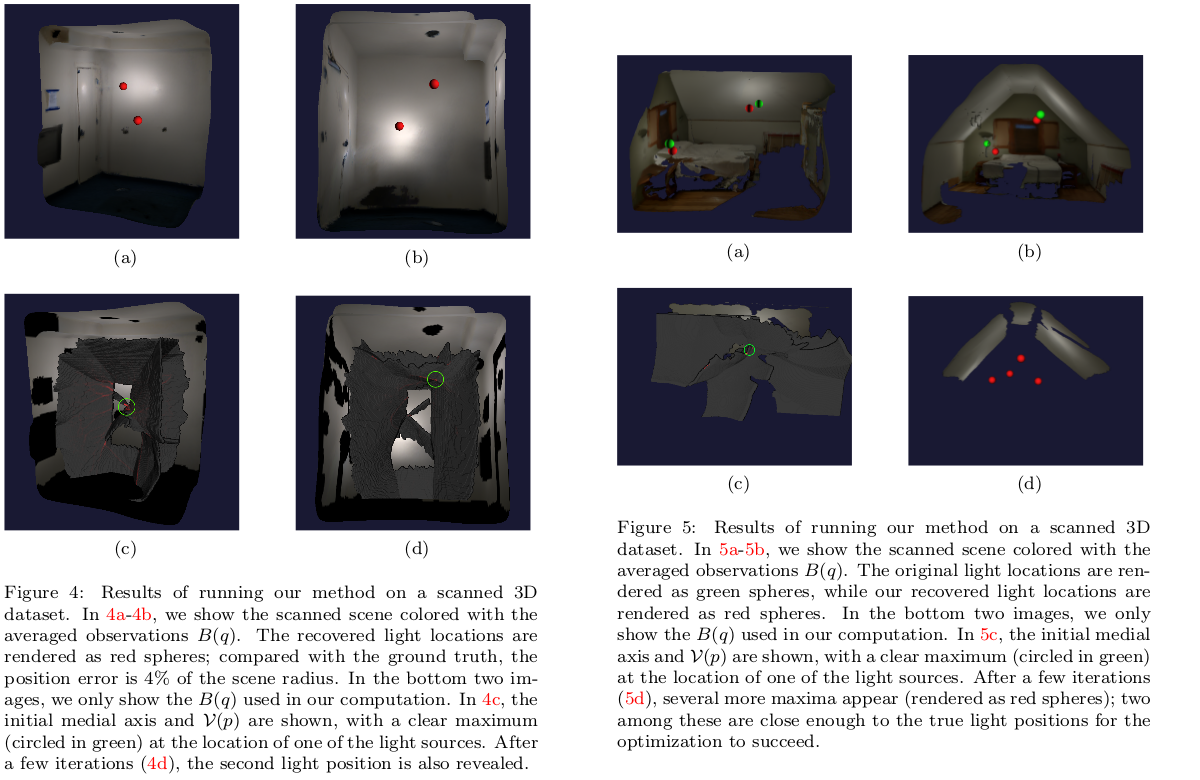 (a)
(b)
(c)
(d)
Figure 4: Results of running our method on a scanned 3D
dataset. In 4a-4b, we show the scanned scene colored with the
averaged observations B(q). The recovered light locations are
rendered as red spheres; compared with the ground truth, the
position error is 4% of the scene radius. In the bottom two im-
ages, we only show the B(q) used in our computation. In 4c, the
initial medial axis and V(p) are shown, with a clear maximum
(circled in green) at the location of one of the light sources. After
a few iterations (4d), the second light position is also revealed.
(a)
(b)
(c)
(d)
Figure 5: Results of running our method on a scanned 3D
dataset. In 5a-5b, we show the scanned scene colored with the
averaged observations B(q). The original light locations are ren-
dered as green spheres, while our recovered light locations are
rendered as red spheres. In the bottom two images, we only
show the B(q) used in our computation. In 5c, the initial medial
axis and V(p) are shown, with a clear maximum (circled in green)
at the location of one of the light sources. After a few iterations
(5d), several more maxima appear (rendered as red spheres); two
among these are close enough to the true light positions for the
optimization to succeed.